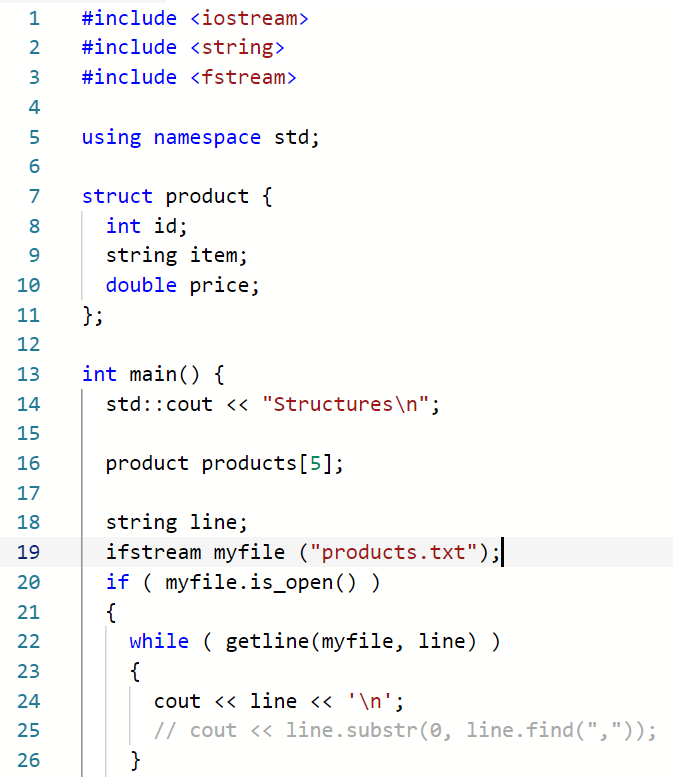 1 #include <iostream>
2 #include <string>
3 #include <fstream>
4
5 using namespace std;
6
7 struct product {
8   int id;
9   string item;
10   double price;
11 };
12
13 int main() {
14   std::cout << "Structures\n";
15
16   product products[5];
17
18   string line;
19   ifstream myfile ("products.txt");
20   if ( myfile.is_open() )
21   {
22     while ( getline(myfile, line) )
23     {
24       cout << line << '\n';
25       // cout << line.substr(0, line.find(","));
26     }